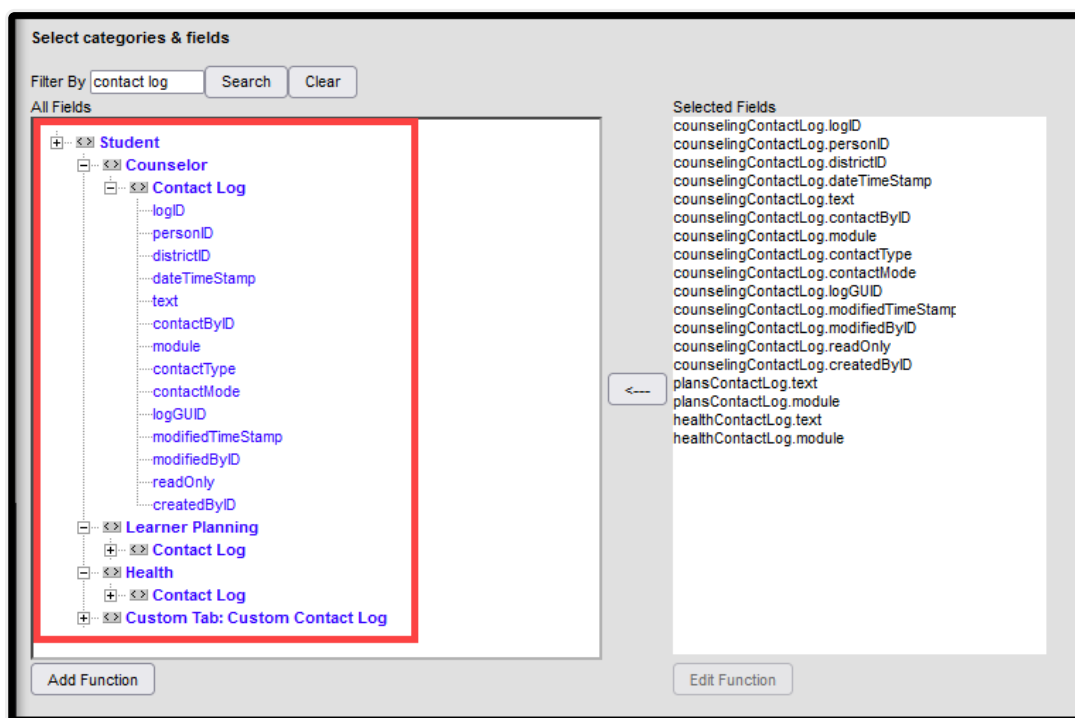 Select categories & fields
Filter By contact log Search Clear
All Fields
Student
Counselor
Contact Log
logID
personID
districtID
dateTimeStamp
text
contactByID
module
contactType
contactMode
logGUID
modifiedTimeStamp
modifiedByID
readOnly
createdByID
Learner Planning
Contact Log
Health
Contact Log
Custom Tab: Custom Contact Log
Add Function
<---
Selected Fields
counselingContactLog.logID
counselingContactLog.personID
counselingContactLog.districtID
counselingContactLog.dateTimeStamp
counselingContactLog.text
counselingContactLog.contactByID
counselingContactLog.module
counselingContactLog.contactType
counselingContactLog.contactMode
counselingContactLog.logGUID
counselingContactLog.modifiedTimeStamp
counselingContactLog.modifiedByID
counselingContactLog.readOnly
counselingContactLog.createdByID
plansContactLog.text
plansContactLog.module
healthContactLog.text
healthContactLog.module
Edit Function